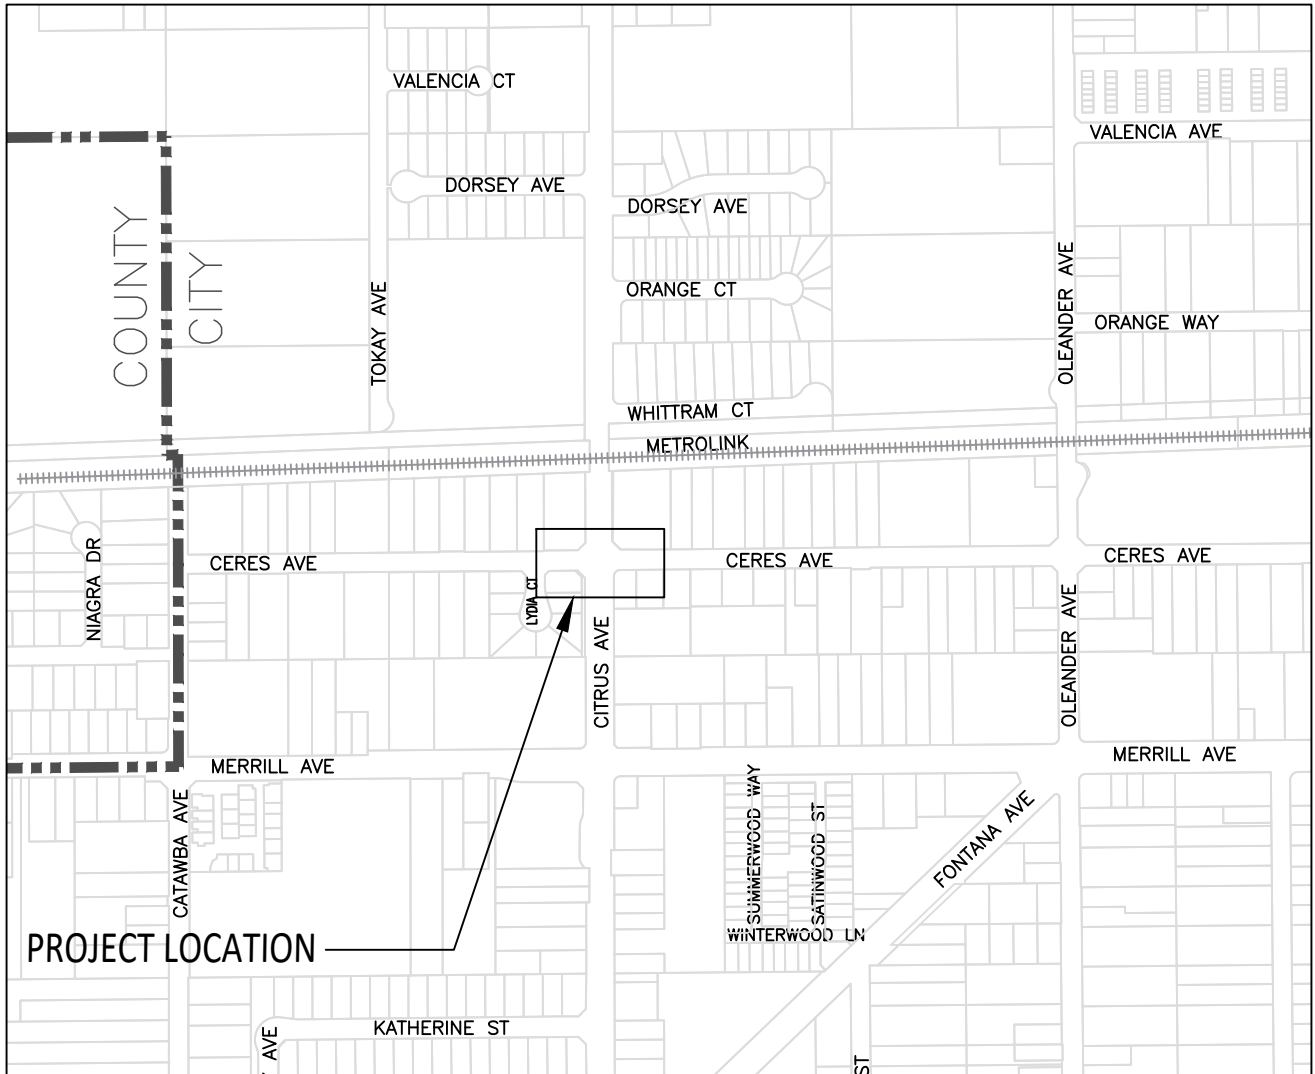 VALENCIA CT
VALENCIA AVE
DORSEY AVE
DORSEY AVE
COUNTY
CITY
TOKAY AVE
ORANGE CT
OLEANDER AVE
ORANGE WAY
WHITTRAM CT
METROLINK
NIAGRA DR
CERES AVE
LYDIA CT
CERES AVE
CERES AVE
CITRUS AVE
OLEANDER AVE
MERRILL AVE
MERRILL AVE
CATAWBA AVE
SUMMERWOOD WAY
SATINWOOD ST
FONTANA AVE
WINTERWOOD LN
PROJECT LOCATION
KATHERINE ST
AVE
ST